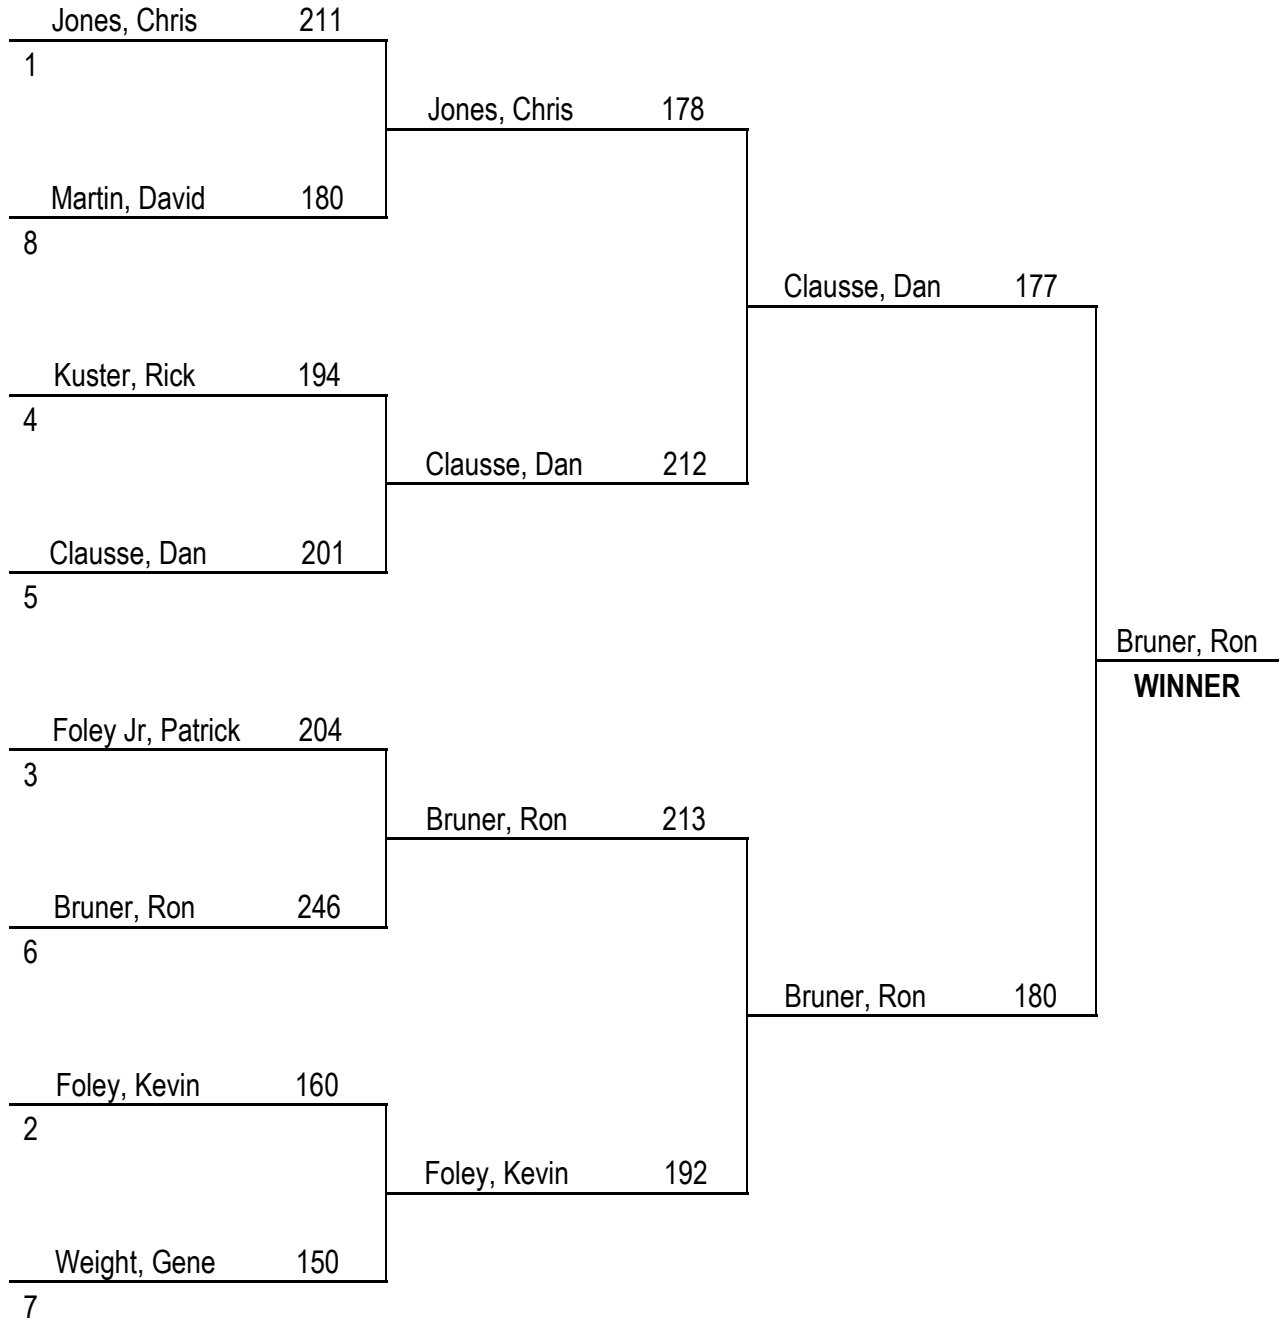 Jones, Chris 211
1
Jones, Chris 178
Martin, David 180
8
Clausse, Dan 177
Kuster, Rick 194
4
Clausse, Dan 212
Clausse, Dan 201
5
Bruner, Ron
WINNER
Foley Jr, Patrick 204
3
Bruner, Ron 213
Bruner, Ron 246
6
Bruner, Ron 180
Foley, Kevin 160
2
Foley, Kevin 192
Weight, Gene 150
7